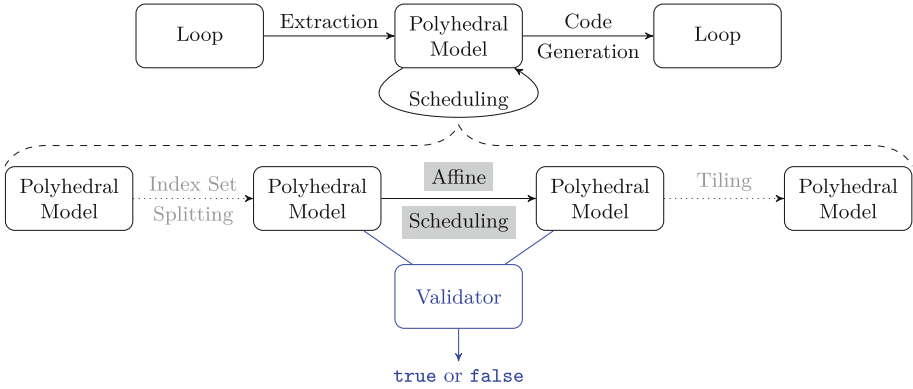 Loop
Extraction
Polyhedral
Model
Code
Generation
Loop
Scheduling
Polyhedral
Model
Index Set
Splitting
Polyhedral
Model
Affine
Scheduling
Polyhedral
Model
Tiling
Polyhedral
Model
Validator
true or false